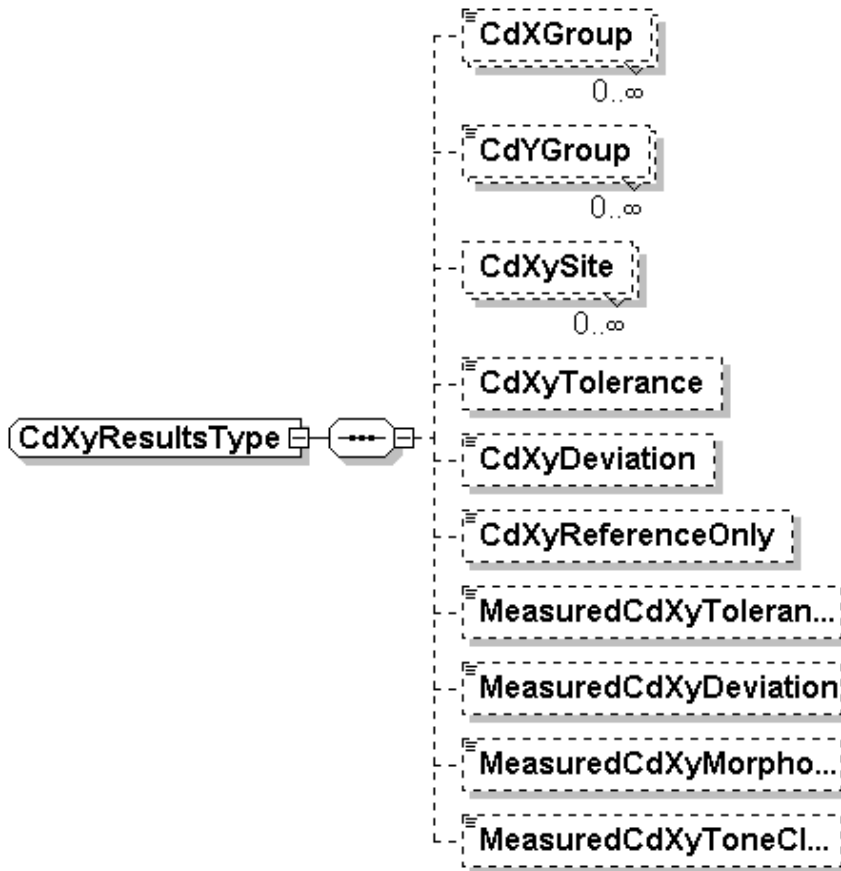 CdXGroup
0..∞
CdYGroup
0..∞
CdXySite
0..∞
CdXyTolerance
CdXyResultsType
CdXyDeviation
CdXyReferenceOnly
MeasuredCdXyToleran...
MeasuredCdXyDeviation
MeasuredCdXyMorpho...
MeasuredCdXyToneCl...